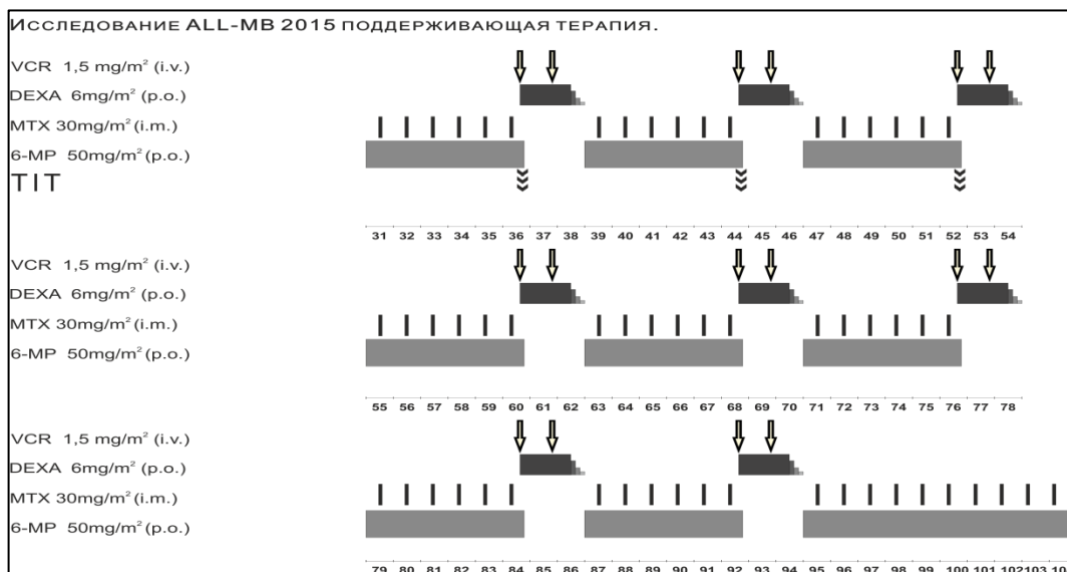 ИССЛЕДОВАНИЕ ALL-MB 2015 ПОДДЕРЖИВАЮЩАЯ ТЕРАПИЯ.
VCR 1,5 mg/m² (i.v.)
DEXA 6mg/m² (p.o.)
MTX 30mg/m² (i.m.)
6-MP 50mg/m² (p.o.)
TIT
31 32 33 34 35 36 37 38 39 40 41 42 43 44 45 46 47 48 49 50 51 52 53 54
VCR 1,5 mg/m² (i.v.)
DEXA 6mg/m² (p.o.)
MTX 30mg/m² (i.m.)
6-MP 50mg/m² (p.o.)
55 56 57 58 59 60 61 62 63 64 65 66 67 68 69 70 71 72 73 74 75 76 77 78
VCR 1,5 mg/m² (i.v.)
DEXA 6mg/m² (p.o.)
MTX 30mg/m² (i.m.)
6-MP 50mg/m² (p.o.)
79 80 81 82 83 84 85 86 87 88 89 90 91 92 93 94 95 96 97 98 99 100 101 102 103 10